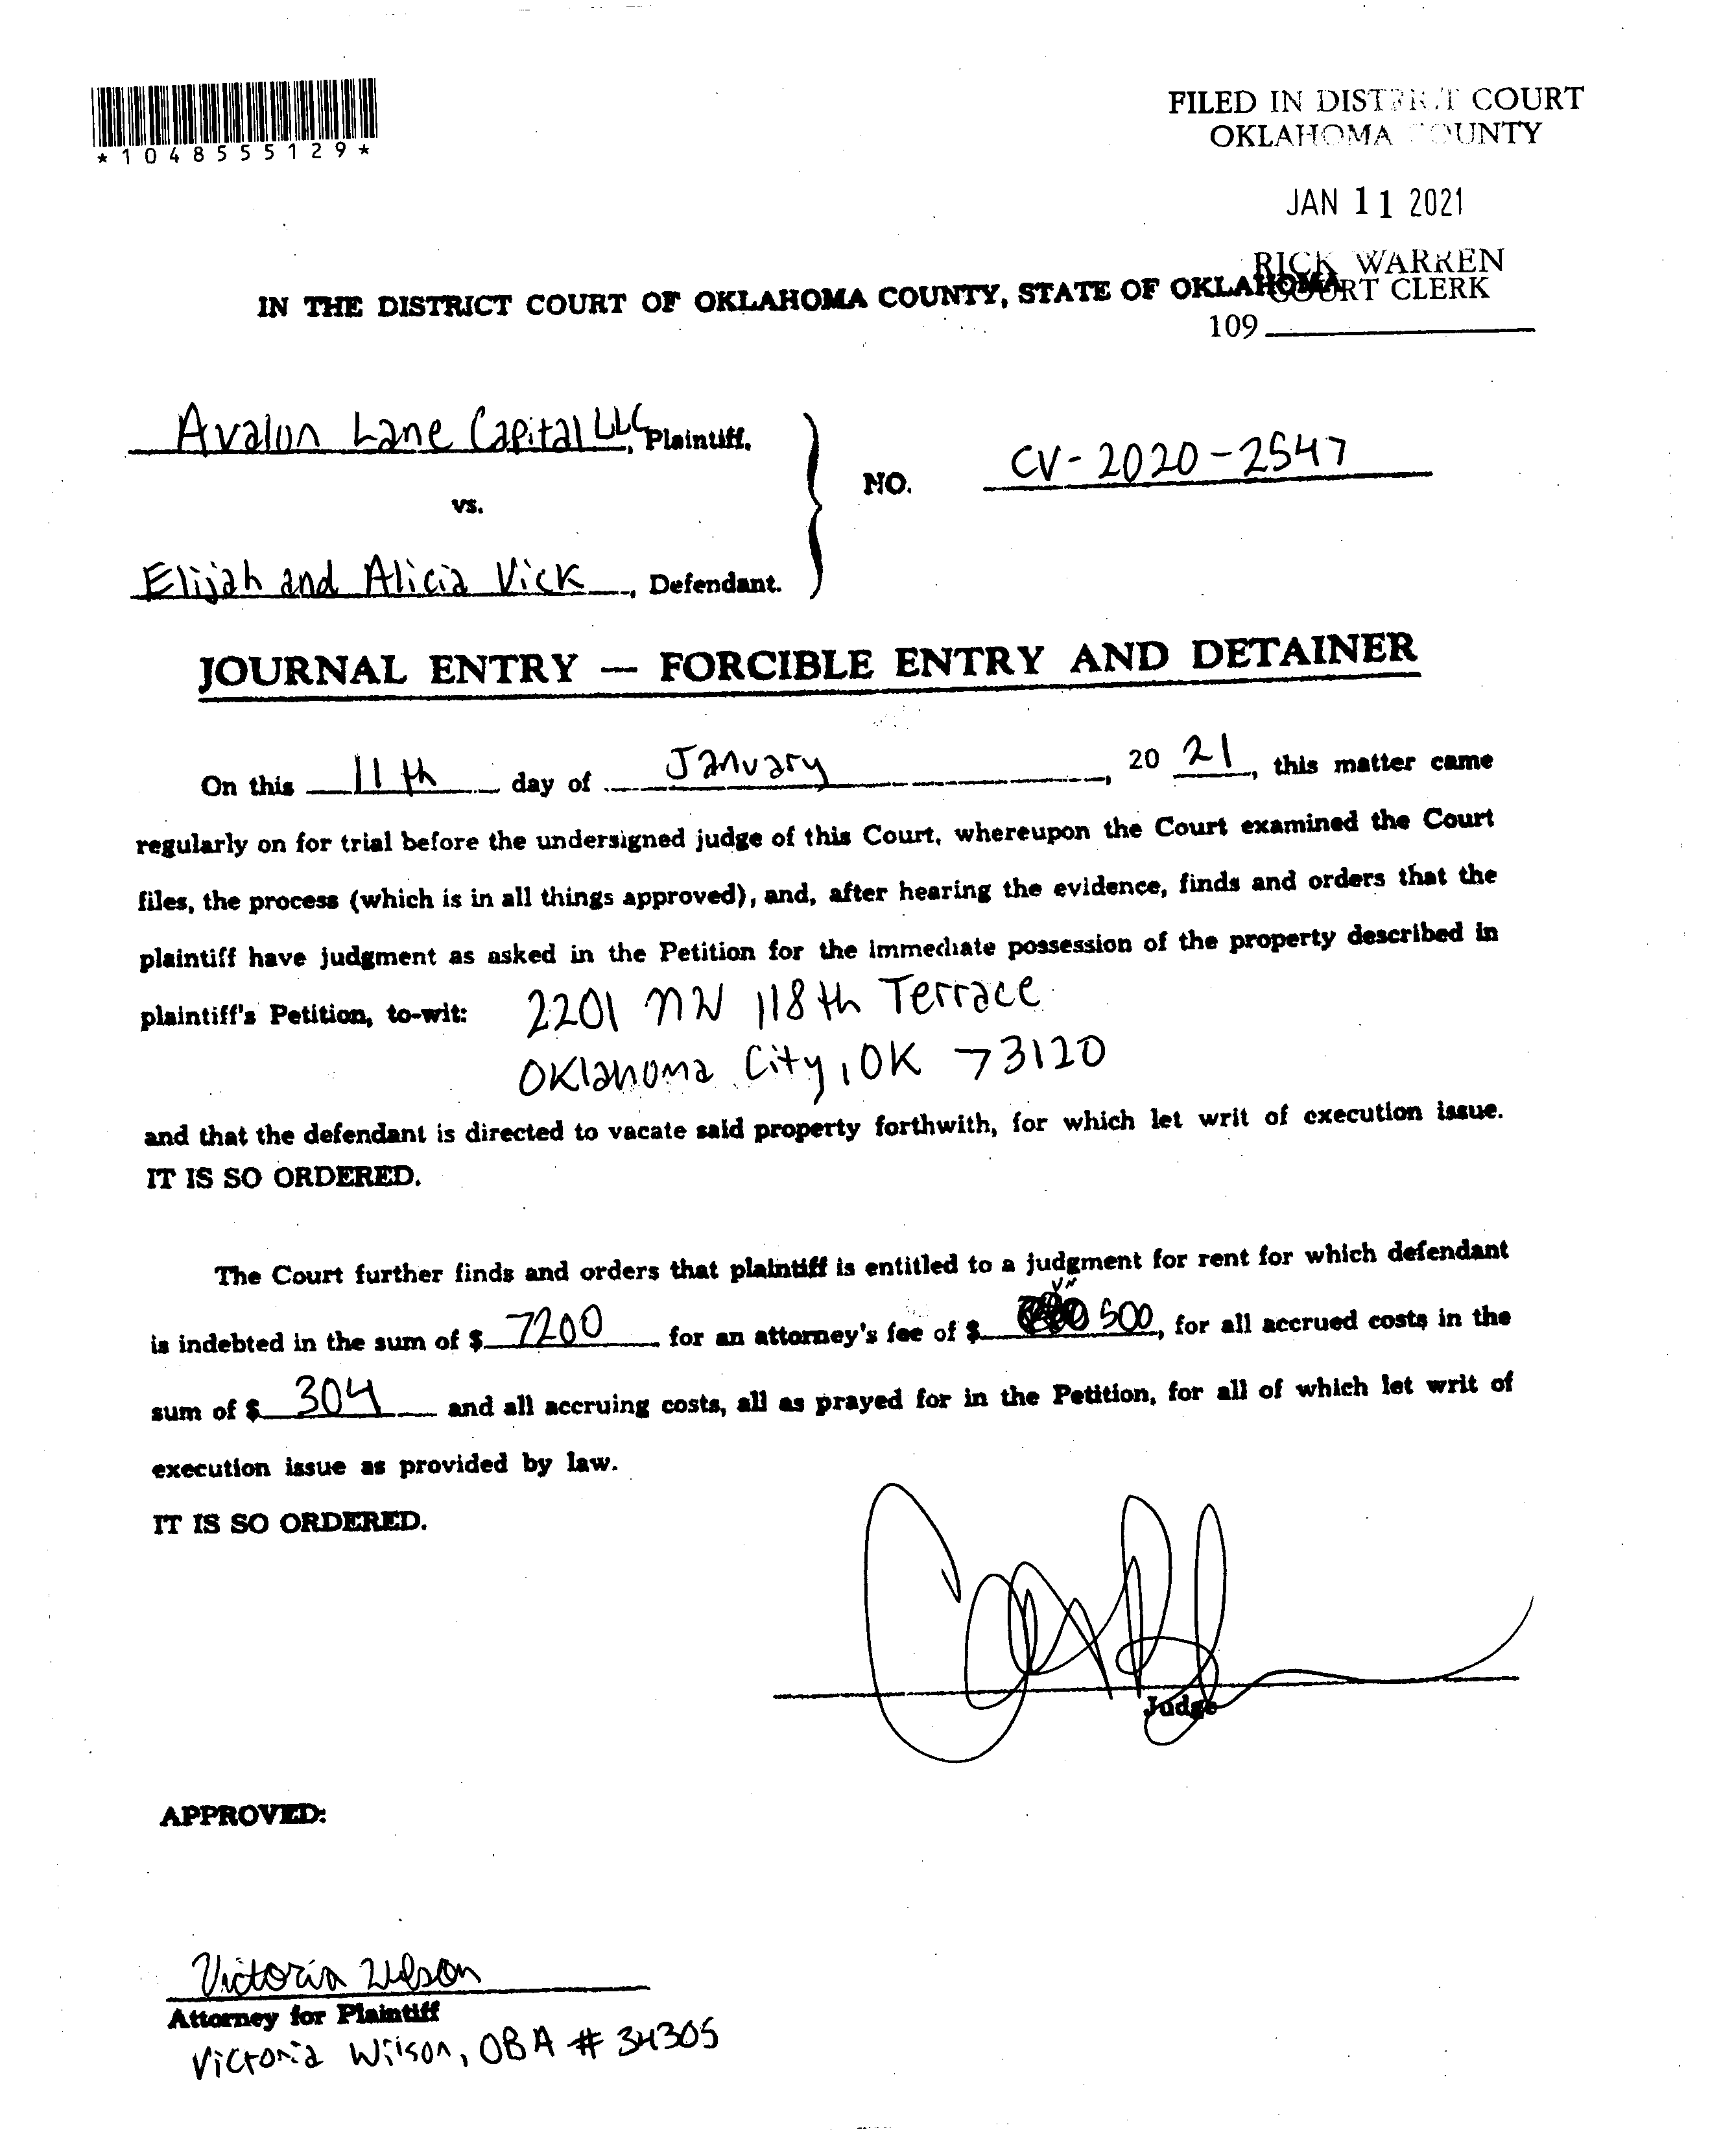 *1048555129*
FILED IN DISTRICT COURT
OKLAHOMA COUNTY
JAN 11 2021
RICK WARREN
COURT CLERK
109
IN THE DISTRICT COURT OF OKLAHOMA COUNTY, STATE OF OKLAHOMA
Avalon Lane Capital LLC, Plaintiff,
vs.
NO. CV-2020-2547
Elijah and Alicia Vick, Defendant.
JOURNAL ENTRY — FORCIBLE ENTRY AND DETAINER
On this 11th day of January, 20 21, this matter came
regularly on for trial before the undersigned judge of this Court, whereupon the Court examined the Court
files, the process (which is in all things approved), and, after hearing the evidence, finds and orders that the
plaintiff have judgment as asked in the Petition for the immediate possession of the property described in
plaintiff's Petition, to-wit: 2201 NW 118th Terrace
Oklahoma City, OK 73120
and that the defendant is directed to vacate said property forthwith, for which let writ of execution issue.
IT IS SO ORDERED.
The Court further finds and orders that plaintiff is entitled to a judgment for rent for which defendant
is indebted in the sum of $ 7200 for an attorney's fee of $ 500, for all accrued costs in the
sum of $ 304 and all accruing costs, all as prayed for in the Petition, for all of which let writ of
execution issue as provided by law.
IT IS SO ORDERED.
Judge
APPROVED:
Victoria Wilson
Attorney for Plaintiff
Victoria Wilson, OBA # 34305